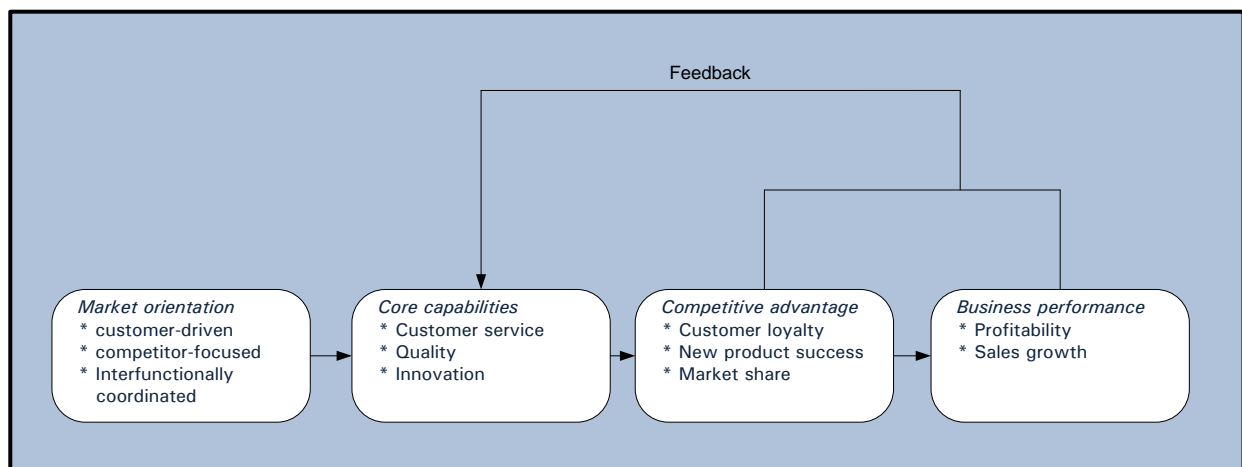 Feedback
Market orientation
* customer-driven
* competitor-focused
* Interfunctionally
coordinated
Core capabilities
* Customer service
* Quality
* Innovation
Competitive advantage
* Customer loyalty
* New product success
* Market share
Business performance
* Profitability
* Sales growth